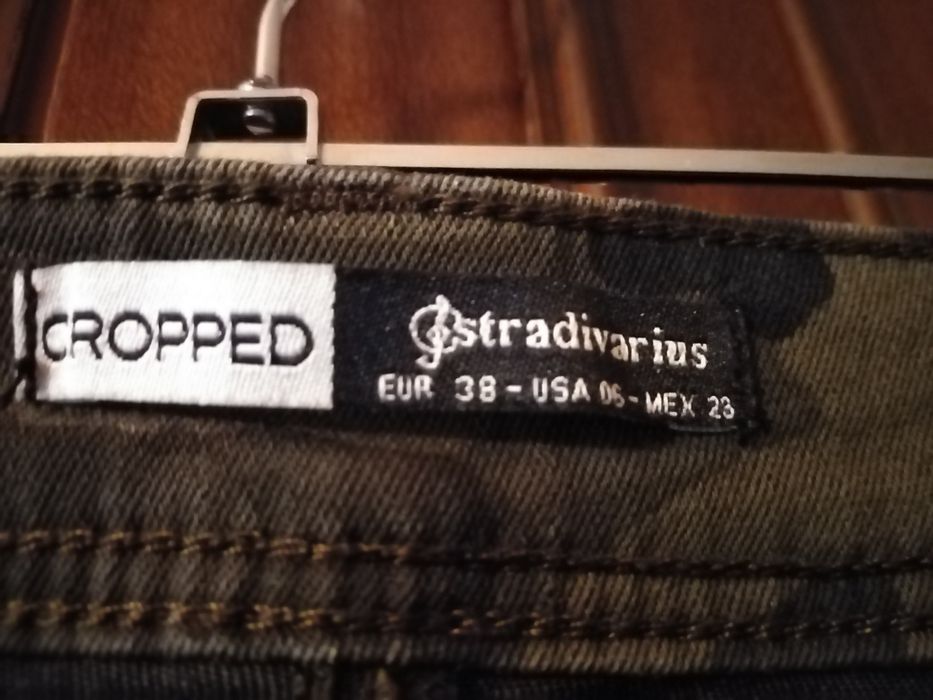 CROPPED
stradivarius
EUR 38 - USA 06 - MEX 28